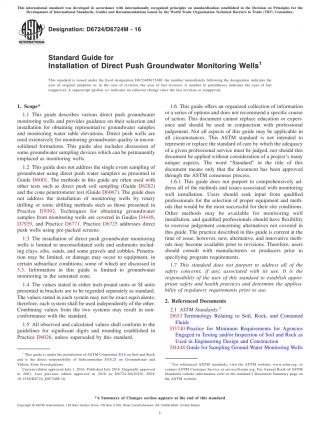 This international standard was developed in accordance with internationally recognized principles on standardization established in the Decision on Principles for the
Development of International Standards, Guides and Recommendations issued by the World Trade Organization Technical Barriers to Trade (TBT) Committee.
Designation: D6724/D6724M − 16
Standard Guide for
Installation of Direct Push Groundwater Monitoring Wells¹
This standard is issued under the fixed designation D6724/D6724M; the number immediately following the designation indicates the
year of original adoption or, in the case of revision, the year of last revision. A number in parentheses indicates the year of last
reapproval. A superscript epsilon (ε) indicates an editorial change since the last revision or reapproval.
1. Scope*
1.1 This guide describes various direct push groundwater
monitoring wells and provides guidance on their selection and
installation for obtaining representative groundwater samples
and monitoring water table elevations. Direct push wells are
used extensively for monitoring groundwater quality in uncon-
solidated formations. This guide also includes discussion of
some groundwater sampling devices which can be permanently
emplaced as monitoring wells.
1.2 This guide does not address the single event sampling of
groundwater using direct push water samplers as presented in
Guide D6001. The methods in this guide are often used with
other tests such as direct push soil sampling (Guide D6282)
and the cone penetrometer test (Guide D6067). The guide does
not address the installation of monitoring wells by rotary
drilling or sonic drilling methods such as those presented in
Practice D5092. Techniques for obtaining groundwater
samples from monitoring wells are covered in Guides D4448,
D7929, and Practice D6771. Practice D6725 addresses direct
push wells using pre-packed screens.
1.3 The installation of direct push groundwater monitoring
wells is limited to unconsolidated soils and sediments includ-
ing clays, silts, sands, and some gravels and cobbles. Penetra-
tion may be limited, or damage may occur to equipment, in
certain subsurface conditions; some of which are discussed in
5.5. Information in this guide is limited to groundwater
monitoring in the saturated zone.
1.4 The values stated in either inch-pound units or SI units
presented in brackets are to be regarded separately as standard.
The values stated in each system may not be exact equivalents;
therefore, each system shall be used independently of the other.
Combining values from the two systems may result in non-
conformance with the standard.
1.5 All observed and calculated values shall conform to the
guidelines for significant digits and rounding established in
Practice D6026, unless superseded by this standard.
¹ This guide is under the jurisdiction of ASTM Committee D18 on Soil and Rock
and is the direct responsibility of Subcommittee D18.21 on Groundwater and
Vadose Zone Investigations.
Current edition approved July 1, 2016. Published July 2016. Originally approved
in 2001. Last previous edition approved in 2010 as
1.6 This guide offers an organized collection of information
or a series of options and does not recommend a specific course
of action. This document cannot replace education or experi-
ence and should be used in conjunction with professional
judgement. Not all aspects of this guide may be applicable in
all circumstances. This ASTM standard is not intended to
represent or replace the standard of care by which the adequacy
of a given professional service must be judged, nor should this
document be applied without consideration of a project's many
unique aspects. The word "Standard" in the title of this
document means only that the document has been approved
through the ASTM consensus process.
1.6.1 This guide does not purport to comprehensively ad-
dress all of the methods and issues associated with monitoring
well installation. Users should seek input from qualified
professionals for the selection of proper equipment and meth-
ods that would be the most successful for their site conditions.
Other methods may be available for monitoring well
installation, and qualified professionals should have flexibility
to exercise judgment concerning alternatives not covered in
this guide. The practice described in this guide is current at the
time of issue; however, new, alternative, and innovative meth-
ods may become available prior to revisions. Therefore, users
should consult with manufacturers or producers prior to
specifying program requirements.
1.7 This standard does not purport to address all of the
safety concerns, if any, associated with its use. It is the
responsibility of the user of this standard to establish appro-
priate safety and health practices and determine the applica-
bility of regulatory requirements prior to use.
2. Referenced Documents
2.1 ASTM Standards:²
D653 Terminology Relating to Soil, Rock, and Contained
Fluids
D3740 Practice for Minimum Requirements for Agencies
Engaged in Testing and/or Inspection of Soil and Rock as
Used in Engineering Design and Construction
D4448 Guide for Sampling Ground-Water Monitoring Wells
² For referenced ASTM standards, visit the ASTM website, www.astm.org, or
contact ASTM Customer Service at service@astm.org. For Annual Book of ASTM
Standards volume information, refer to the standard's Document Summary page on
the ASTM website.
*A Summary of Changes section appears at the end of this standard
Copyright © ASTM International, 100 Barr Harbor Drive, PO Box C700, West Conshohocken, PA 19428-2959. United States
1